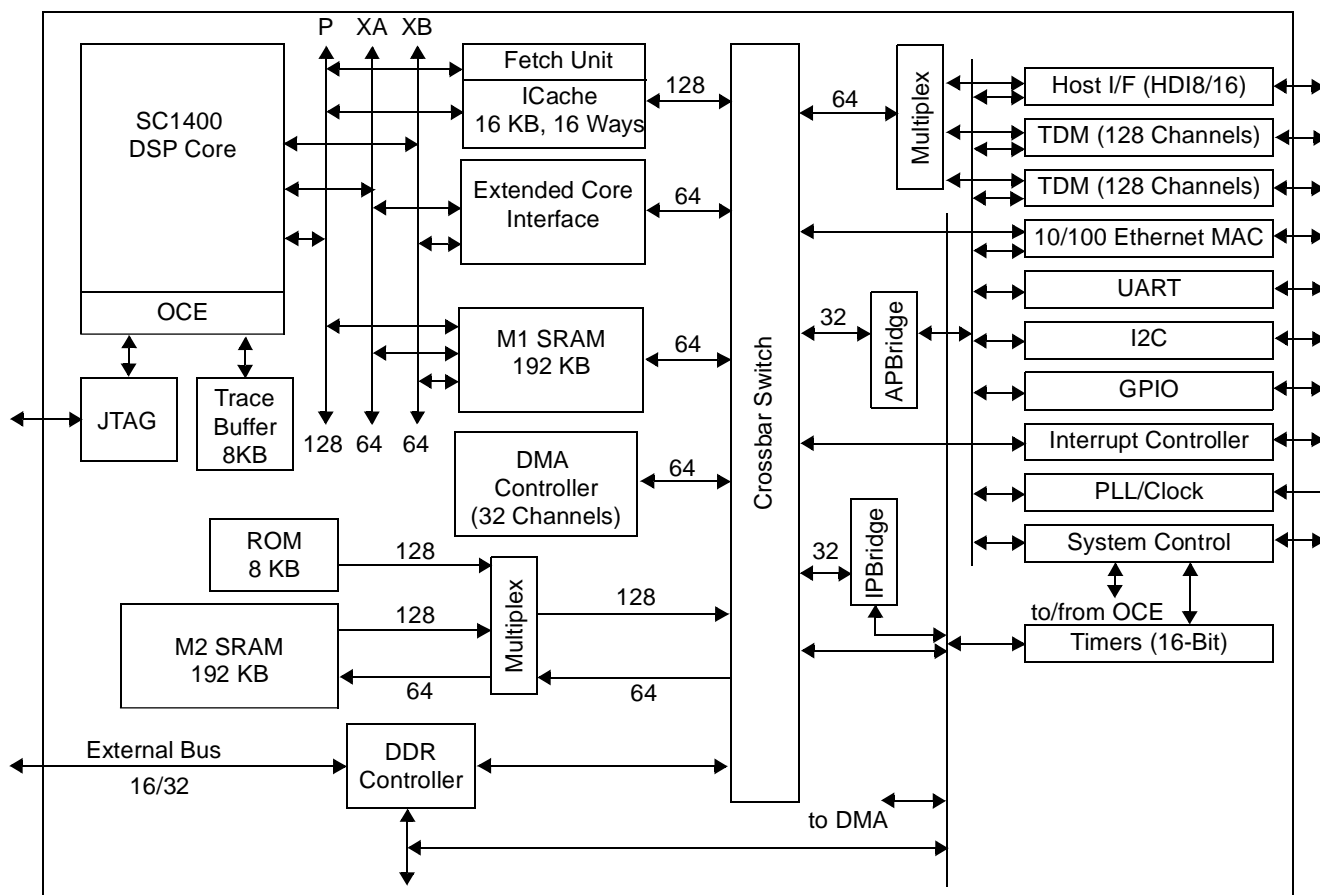 P XA XB
SC1400
DSP Core
OCE
JTAG
Trace
Buffer
8KB
128 64 64
Fetch Unit
ICache
16 KB, 16 Ways
128
Extended Core
Interface
64
M1 SRAM
192 KB
64
DMA
Controller
(32 Channels)
64
ROM
8 KB
128
M2 SRAM
192 KB
128
64
Multiplex
128
64
External Bus
16/32
DDR
Controller
Crossbar Switch
64
Multiplex
32
APBridge
32
IPBridge
to DMA
Host I/F (HDI8/16)
TDM (128 Channels)
TDM (128 Channels)
10/100 Ethernet MAC
UART
I2C
GPIO
Interrupt Controller
PLL/Clock
System Control
to/from OCE
Timers (16-Bit)